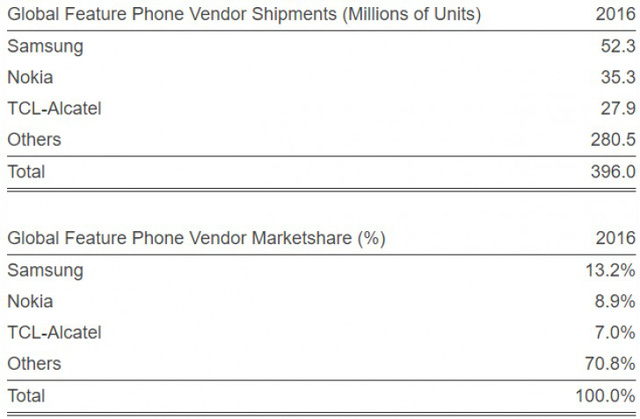 Global Feature Phone Vendor Shipments (Millions of Units) 2016
Samsung 52.3
Nokia 35.3
TCL-Alcatel 27.9
Others 280.5
Total 396.0
Global Feature Phone Vendor Marketshare (%) 2016
Samsung 13.2%
Nokia 8.9%
TCL-Alcatel 7.0%
Others 70.8%
Total 100.0%